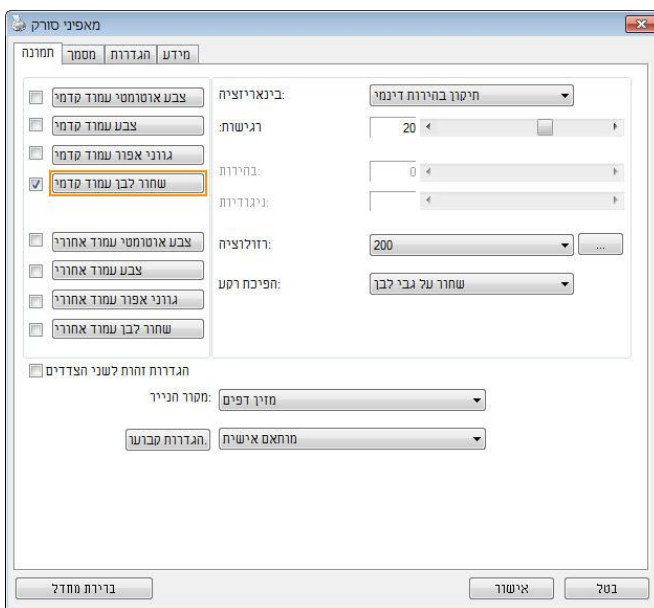 מאפיני סורק
תמונה מסמך הגדרות מידע
צבע אוטומטי עמוד קדמי
צבע עמוד קדמי
גווני אפור עמוד קדמי
שחור לבן עמוד קדמי
צבע אוטומטי עמוד אחורי
צבע עמוד אחורי
גווני אפור עמוד אחורי
שחור לבן עמוד אחורי
בינאריזציה: תיקון בהירות דינמי
רגישות: 20
בהירות: 0
ניגודיות:
רזולוציה: 200 ...
הפיכת רקע: שחור על גבי לבן
הגדרות זהות לשני הצדדים
מקור הנייר: מזין דפים
הגדרות קבוער. מותאם אישית
ברירת מחדל אישור בטל